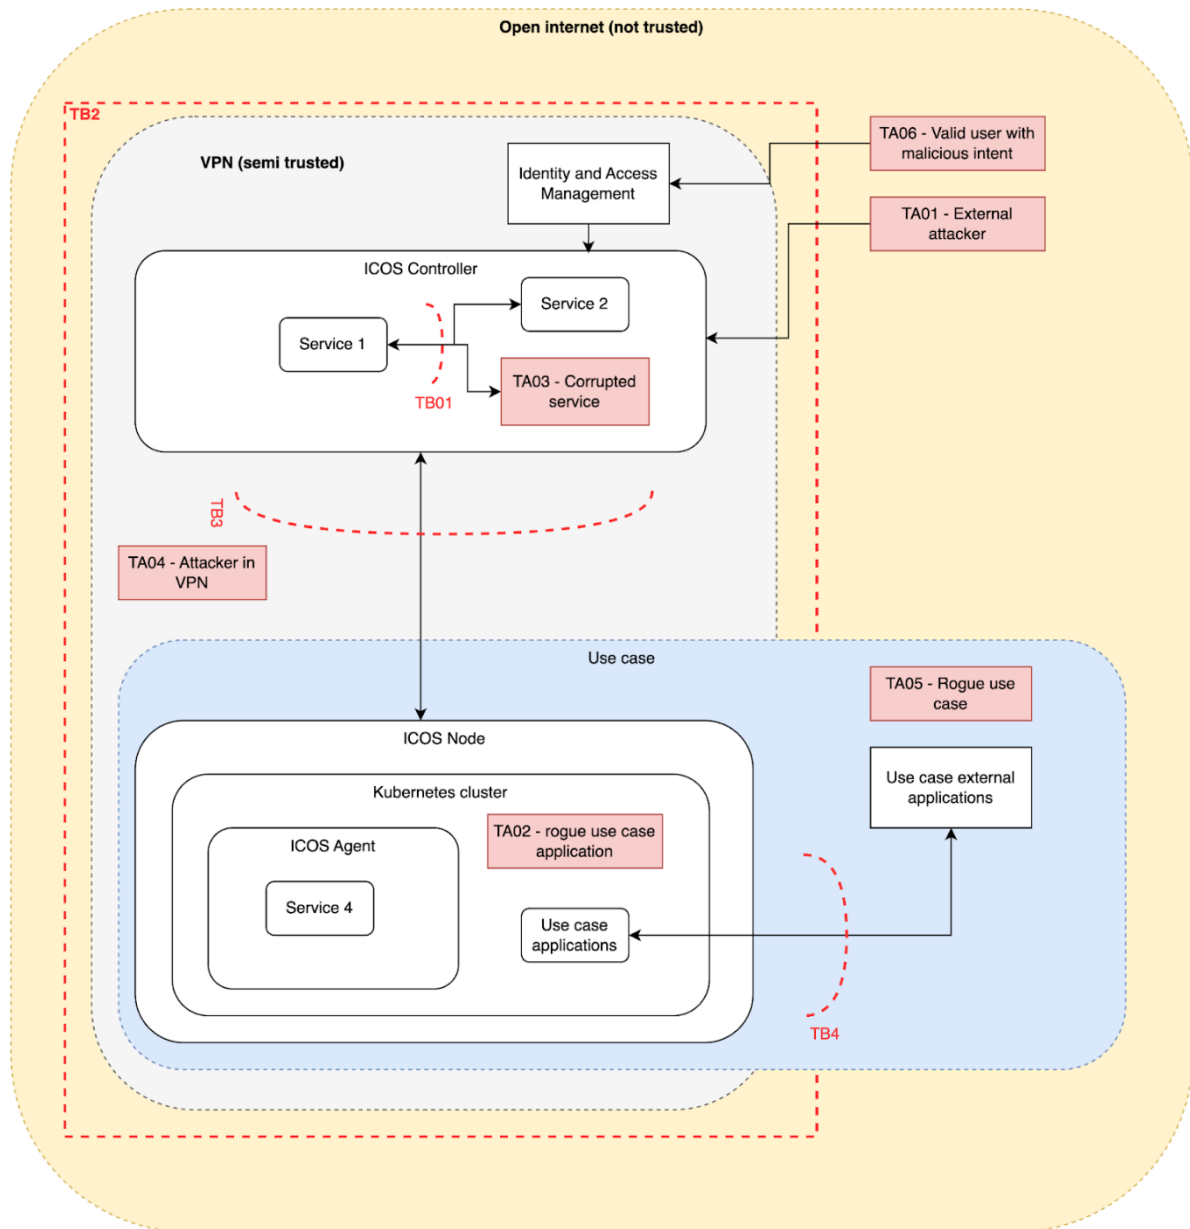 Open internet (not trusted)
TB2
TA06 - Valid user with
malicious intent
VPN (semi trusted)
Identity and Access
Management
TA01 - External
attacker
ICOS Controller
Service 2
Service 1
TA03 - Corrupted
service
TB01
TB3
TA04 - Attacker in
VPN
Use case
TA05 - Rogue use
case
ICOS Node
Use case external
applications
Kubernetes cluster
TA02 - rogue use case
application
ICOS Agent
Service 4
Use case
applications
TB4